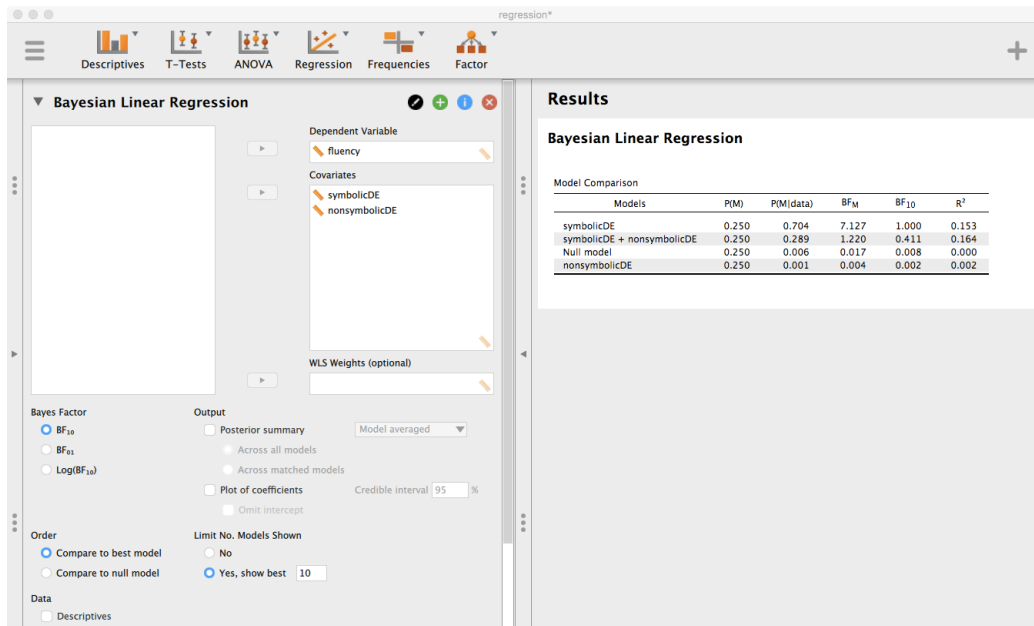 regression*
Descriptives T-Tests ANOVA Regression Frequencies Factor
Bayesian Linear Regression
Dependent Variable
fluency
Covariates
symbolicDE
nonsymbolicDE
WLS Weights (optional)
Bayes Factor
BF₁₀
BF₀₁
Log(BF₁₀)
Output
Posterior summary Model averaged
Across all models
Across matched models
Plot of coefficients Credible interval 95 %
Omit intercept
Order
Compare to best model
Compare to null model
Limit No. Models Shown
No
Yes, show best 10
Data
Descriptives
Results
Bayesian Linear Regression
Model Comparison
Models P(M) P(M|data) BF_M BF₁₀ R²
symbolicDE 0.250 0.704 7.127 1.000 0.153
symbolicDE + nonsymbolicDE 0.250 0.289 1.220 0.411 0.164
Null model 0.250 0.006 0.017 0.008 0.000
nonsymbolicDE 0.250 0.001 0.004 0.002 0.002